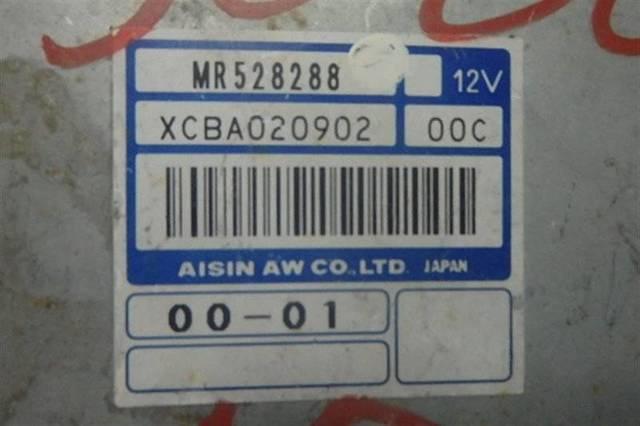 MR528288 12V
XCBA020902 00C
AISIN AW CO., LTD. JAPAN
00-01